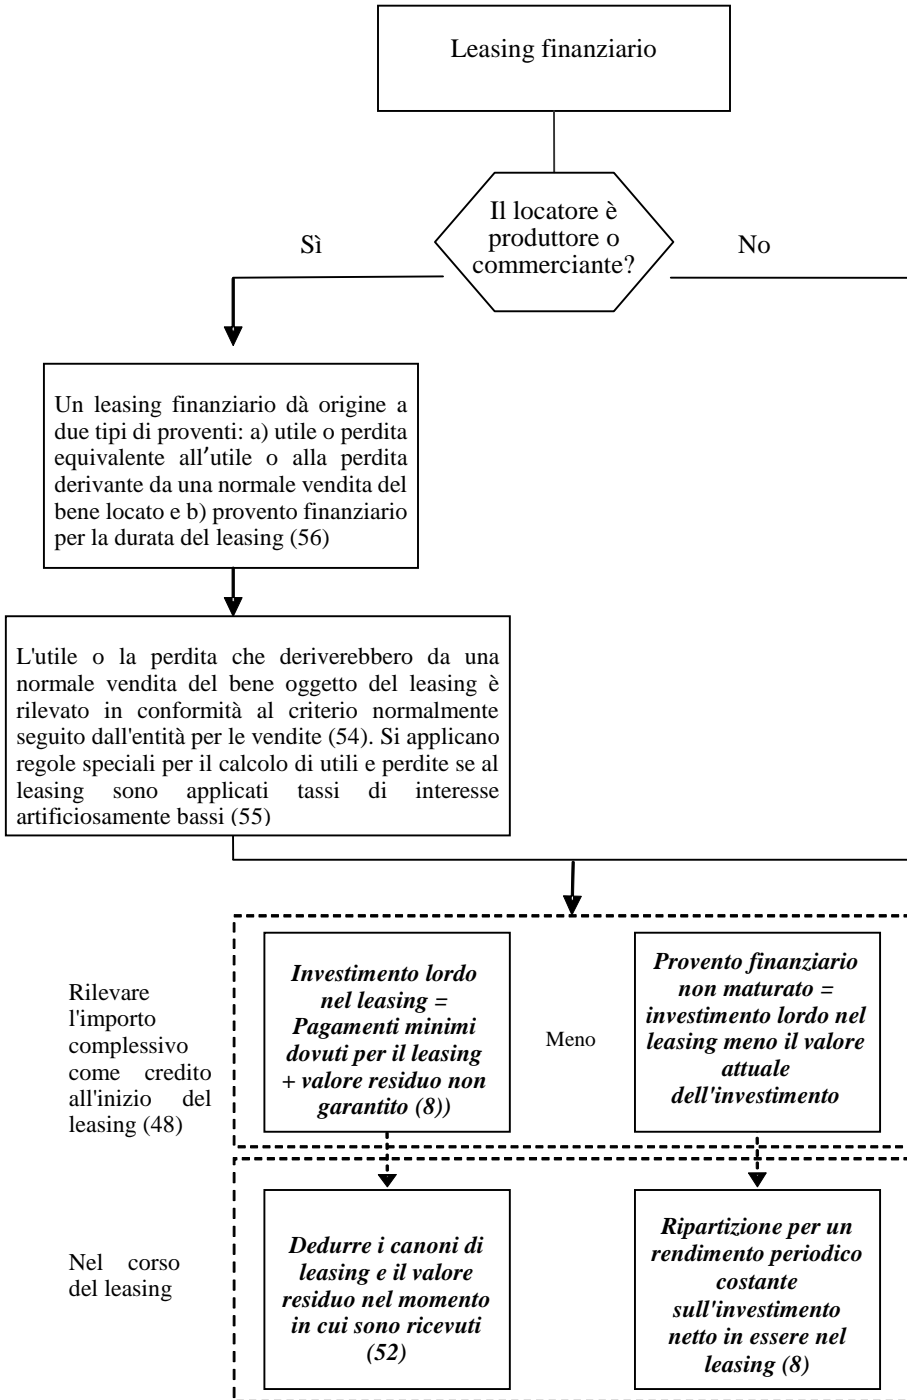 Leasing finanziario
Il locatore è
produttore o
commerciante?
Sì
No
Un leasing finanziario dà origine a
due tipi di proventi: a) utile o perdita
equivalente all'utile o alla perdita
derivante da una normale vendita del
bene locato e b) provento finanziario
per la durata del leasing (56)
L'utile o la perdita che deriverebbero da una
normale vendita del bene oggetto del leasing è
rilevato in conformità al criterio normalmente
seguito dall'entità per le vendite (54). Si applicano
regole speciali per il calcolo di utili e perdite se al
leasing sono applicati tassi di interesse
artificiosamente bassi (55)
Rilevare
l'importo
complessivo
come credito
all'inizio del
leasing (48)
Investimento lordo
nel leasing =
Pagamenti minimi
dovuti per il leasing
+ valore residuo non
garantito (8))
Meno
Provento finanziario
non maturato =
investimento lordo nel
leasing meno il valore
attuale
dell'investimento
Nel corso
del leasing
Dedurre i canoni di
leasing e il valore
residuo nel momento
in cui sono ricevuti
(52)
Ripartizione per un
rendimento periodico
costante
sull'investimento
netto in essere nel
leasing (8)